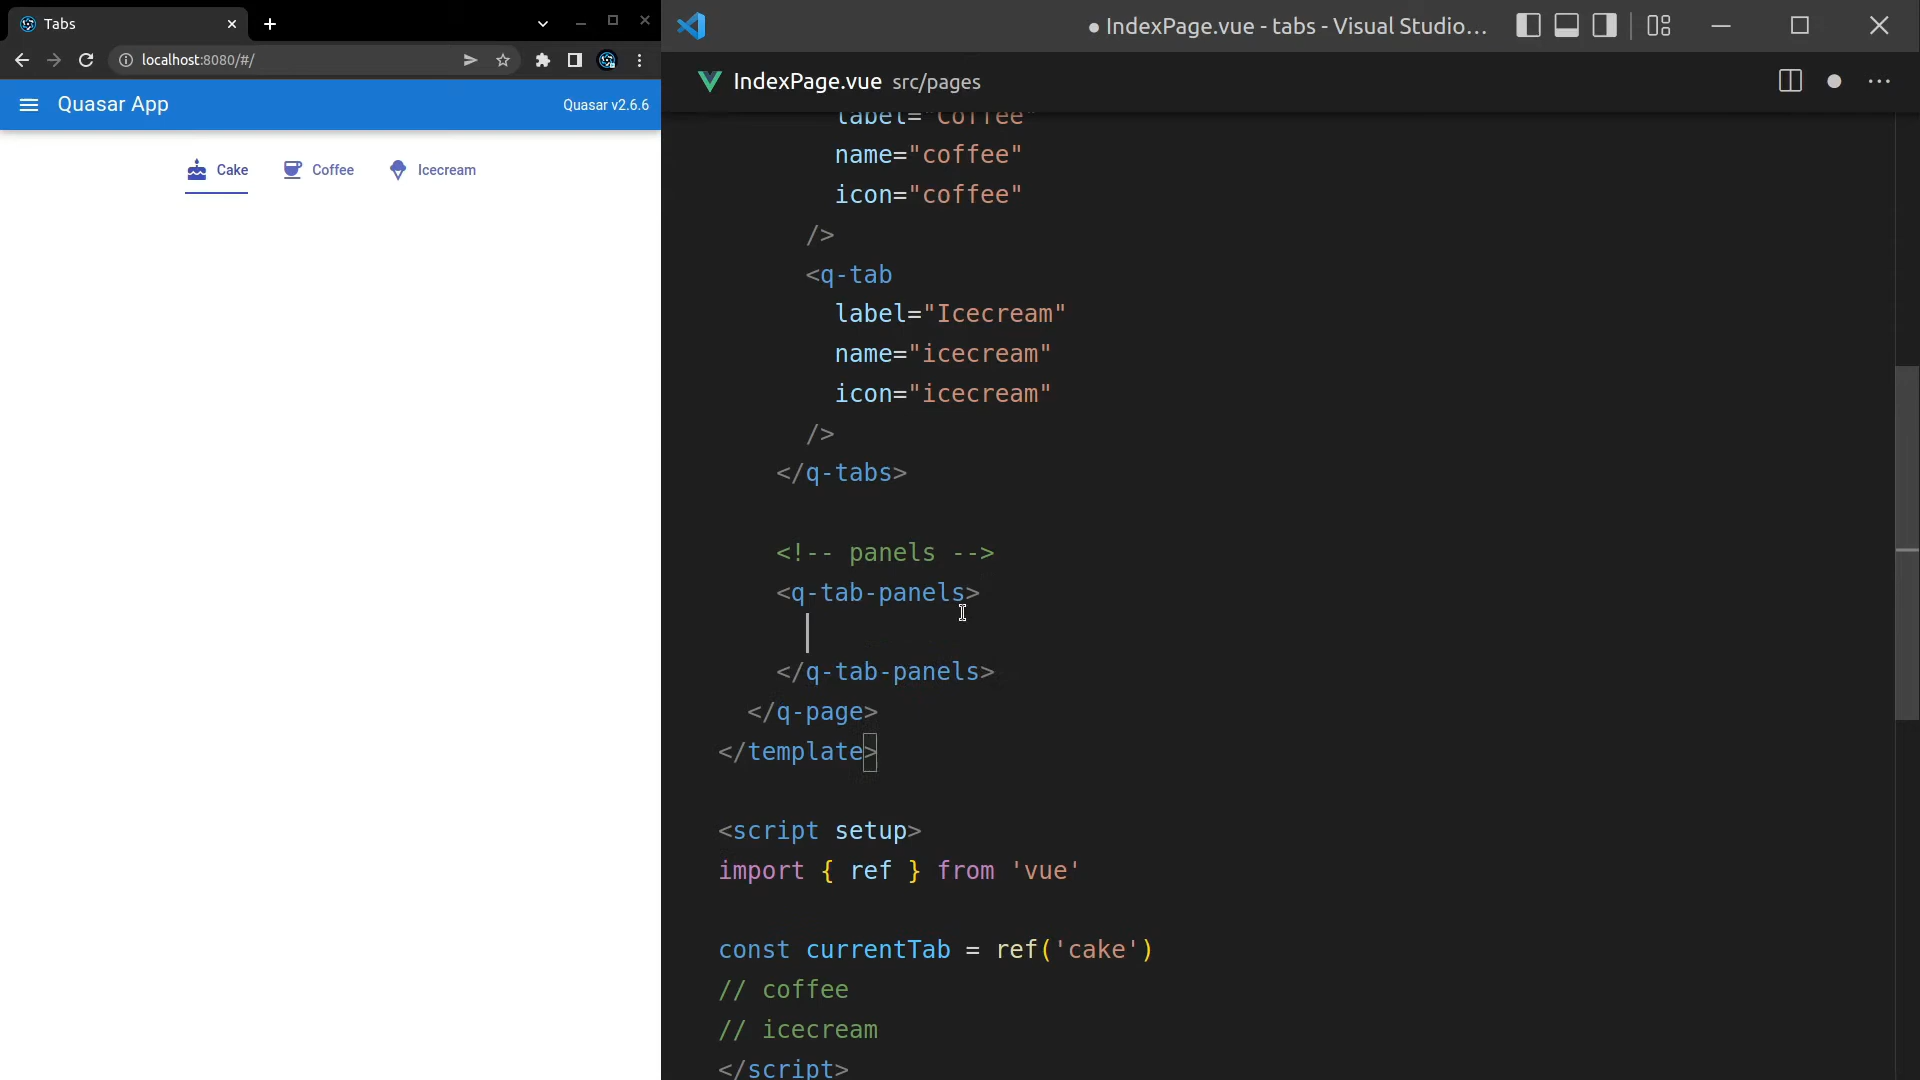 Tabs
localhost:8080/#/
Quasar App
Quasar v2.6.6
Cake
Coffee
Icecream
● IndexPage.vue - tabs - Visual Studio…
IndexPage.vue src/pages
label="Coffee"
name="coffee"
icon="coffee"
/>
<q-tab
label="Icecream"
name="icecream"
icon="icecream"
/>
</q-tabs>
<!-- panels -->
<q-tab-panels>
</q-tab-panels>
</q-page>
</template>
<script setup>
import { ref } from 'vue'
const currentTab = ref('cake')
// coffee
// icecream
</script>